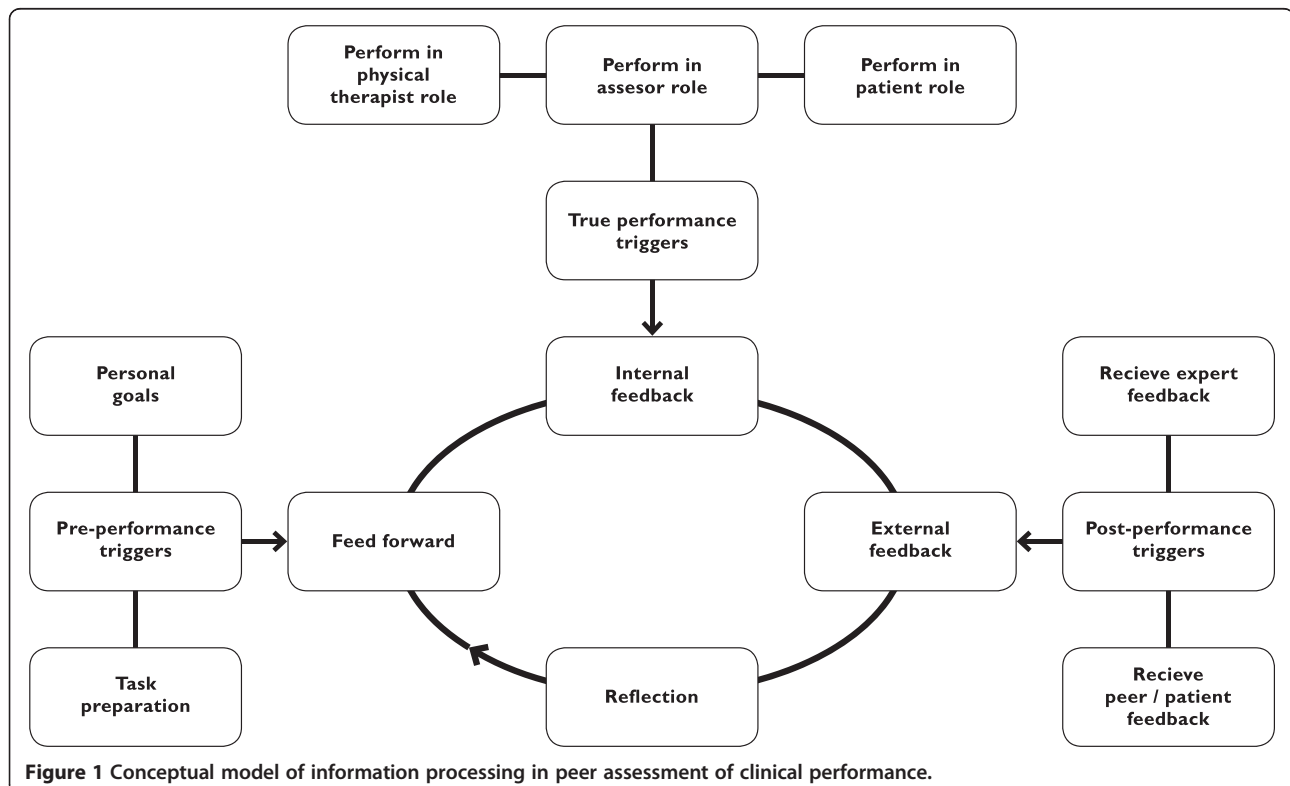 Perform in
physical
therapist role
Perform in
assesor role
Perform in
patient role
True performance
triggers
Personal
goals
Internal
feedback
Recieve expert
feedback
Pre-performance
triggers
Feed forward
External
feedback
Post-performance
triggers
Task
preparation
Reflection
Recieve
peer / patient
feedback
Figure 1 Conceptual model of information processing in peer assessment of clinical performance.